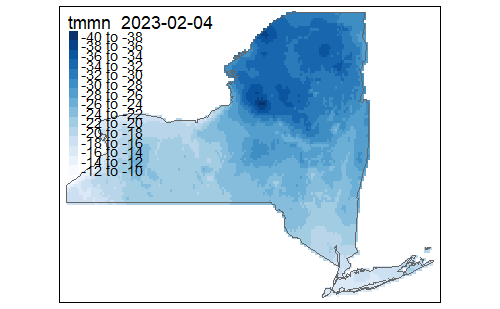 tmmn 2023-02-04
-40 to -38
-38 to -36
-36 to -34
-34 to -32
-32 to -30
-30 to -28
-28 to -26
-26 to -24
-24 to -22
-22 to -20
-20 to -18
-18 to -16
-16 to -14
-14 to -12
-12 to -10